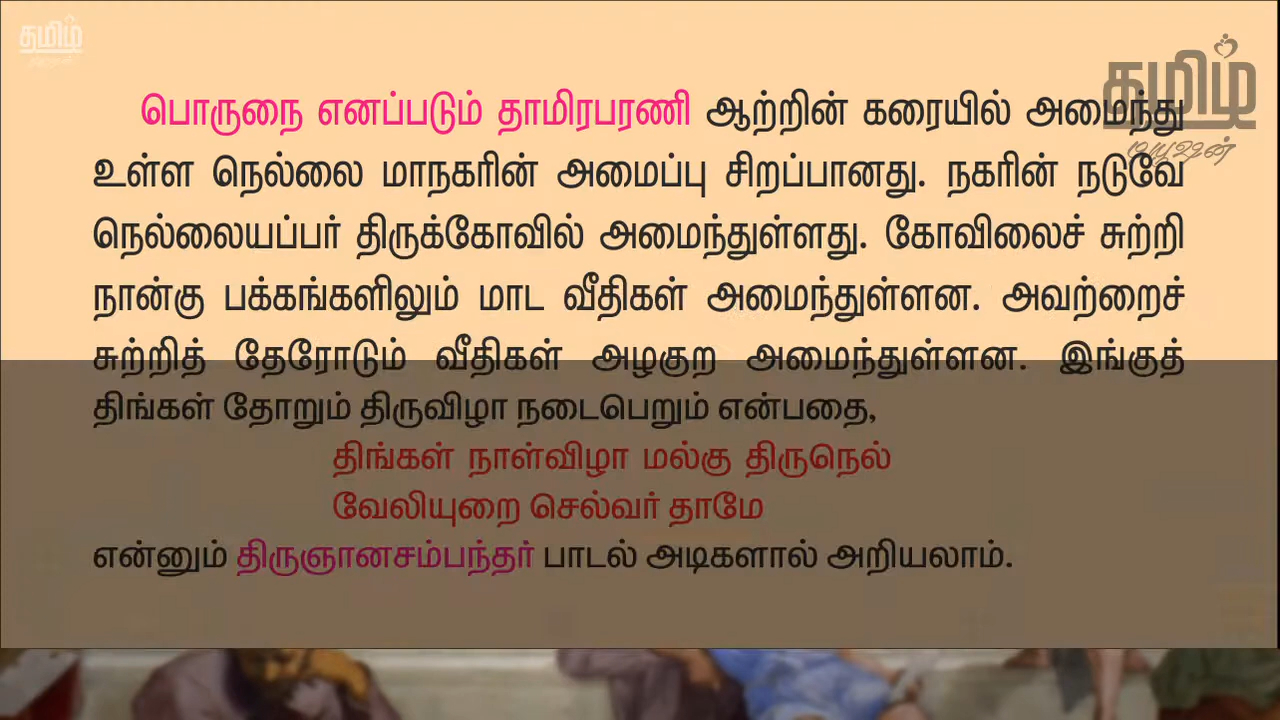 தமிழ்
தமிழ்
டியூஷன்
பொருநை எனப்படும் தாமிரபரணி ஆற்றின் கரையில் அமைந்து
உள்ள நெல்லை மாநகரின் அமைப்பு சிறப்பானது. நகரின் நடுவே
நெல்லையப்பர் திருக்கோவில் அமைந்துள்ளது. கோவிலைச் சுற்றி
நான்கு பக்கங்களிலும் மாட வீதிகள் அமைந்துள்ளன. அவற்றைச்
சுற்றித் தேரோடும் வீதிகள் அழகுற அமைந்துள்ளன. இங்குத்
திங்கள் தோறும் திருவிழா நடைபெறும் என்பதை,
திங்கள் நாள்விழா மல்கு திருநெல்
வேலியுறை செல்வர் தாமே
என்னும் திருஞானசம்பந்தர் பாடல் அடிகளால் அறியலாம்.